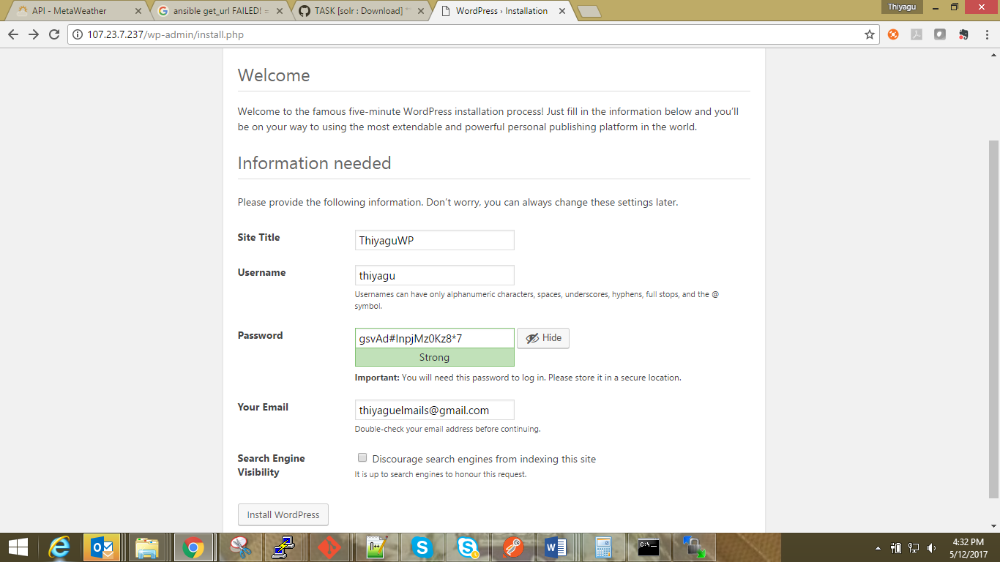 API - MetaWeather
ansible get_url FAILED! =
TASK [solr : Download] *
WordPress › Installation
Thiyagu
107.23.7.237/wp-admin/install.php
Welcome
Welcome to the famous five-minute WordPress installation process! Just fill in the information below and you’ll
be on your way to using the most extendable and powerful personal publishing platform in the world.
Information needed
Please provide the following information. Don’t worry, you can always change these settings later.
Site Title
ThiyaguWP
Username
thiyagu
Usernames can have only alphanumeric characters, spaces, underscores, hyphens, full stops, and the @
symbol.
Password
gsvAd#InpjMz0Kz8*7
Hide
Strong
Important: You will need this password to log in. Please store it in a secure location.
Your Email
thiyaguelmails@gmail.com
Double-check your email address before continuing.
Search Engine
Visibility
Discourage search engines from indexing this site
It is up to search engines to honour this request.
Install WordPress
4:32 PM
5/12/2017